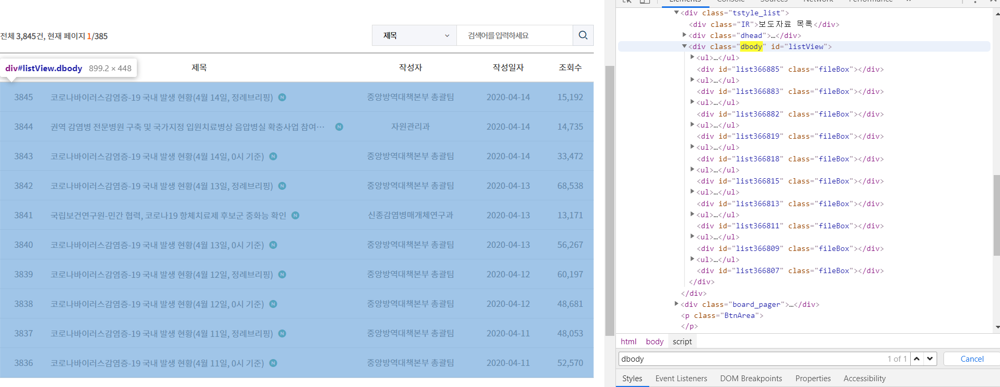 전체 3,845건, 현재 페이지 1/385
제목
검색어를 입력하세요
div#listView.dbody 899.2 × 448
제목 작성자 작성일자 조회수
3845 코로나바이러스감염증-19 국내 발생 현황(4월 14일, 정례브리핑) N 중앙방역대책본부 총괄팀 2020-04-14 15,192
3844 권역 감염병 전문병원 구축 및 국가지정 입원치료병상 음압병실 확충사업 참여… N 자원관리과 2020-04-14 14,735
3843 코로나바이러스감염증-19 국내 발생 현황(4월 14일, 0시 기준) N 중앙방역대책본부 총괄팀 2020-04-14 33,472
3842 코로나바이러스감염증-19 국내 발생 현황(4월 13일, 정례브리핑) N 중앙방역대책본부 총괄팀 2020-04-13 68,538
3841 국립보건연구원-민간 협력, 코로나19 항체치료제 후보군 중화능 확인 N 신종감염병매개체연구과 2020-04-13 13,171
3840 코로나바이러스감염증-19 국내 발생 현황(4월 13일, 0시 기준) N 중앙방역대책본부 총괄팀 2020-04-13 56,267
3839 코로나바이러스감염증-19 국내 발생 현황(4월 12일, 정례브리핑) N 중앙방역대책본부 총괄팀 2020-04-12 60,197
3838 코로나바이러스감염증-19 국내 발생 현황(4월 12일, 0시 기준) N 중앙방역대책본부 총괄팀 2020-04-12 48,681
3837 코로나바이러스감염증-19 국내 발생 현황(4월 11일, 정례브리핑) N 중앙방역대책본부 총괄팀 2020-04-11 48,053
3836 코로나바이러스감염증-19 국내 발생 현황(4월 11일, 0시 기준) N 중앙방역대책본부 총괄팀 2020-04-11 52,570
Elements Console Sources Network Performance
<div class="tstyle_list">
<div class="IR">보도자료 목록</div>
<div class="dhead">…</div>
<div class="dbody" id="listView">
<ul>…</ul>
<div id="list366885" class="fileBox"></div>
<ul>…</ul>
<div id="list366883" class="fileBox"></div>
<ul>…</ul>
<div id="list366882" class="fileBox"></div>
<ul>…</ul>
<div id="list366819" class="fileBox"></div>
<ul>…</ul>
<div id="list366818" class="fileBox"></div>
<ul>…</ul>
<div id="list366815" class="fileBox"></div>
<ul>…</ul>
<div id="list366813" class="fileBox"></div>
<ul>…</ul>
<div id="list366811" class="fileBox"></div>
<ul>…</ul>
<div id="list366809" class="fileBox"></div>
<ul>…</ul>
<div id="list366807" class="fileBox"></div>
</div>
</div>
<div class="board_pager">…</div>
<p class="BtnArea">
</p>
html body script
dbody 1 of 1 Cancel
Styles Event Listeners DOM Breakpoints Properties Accessibility